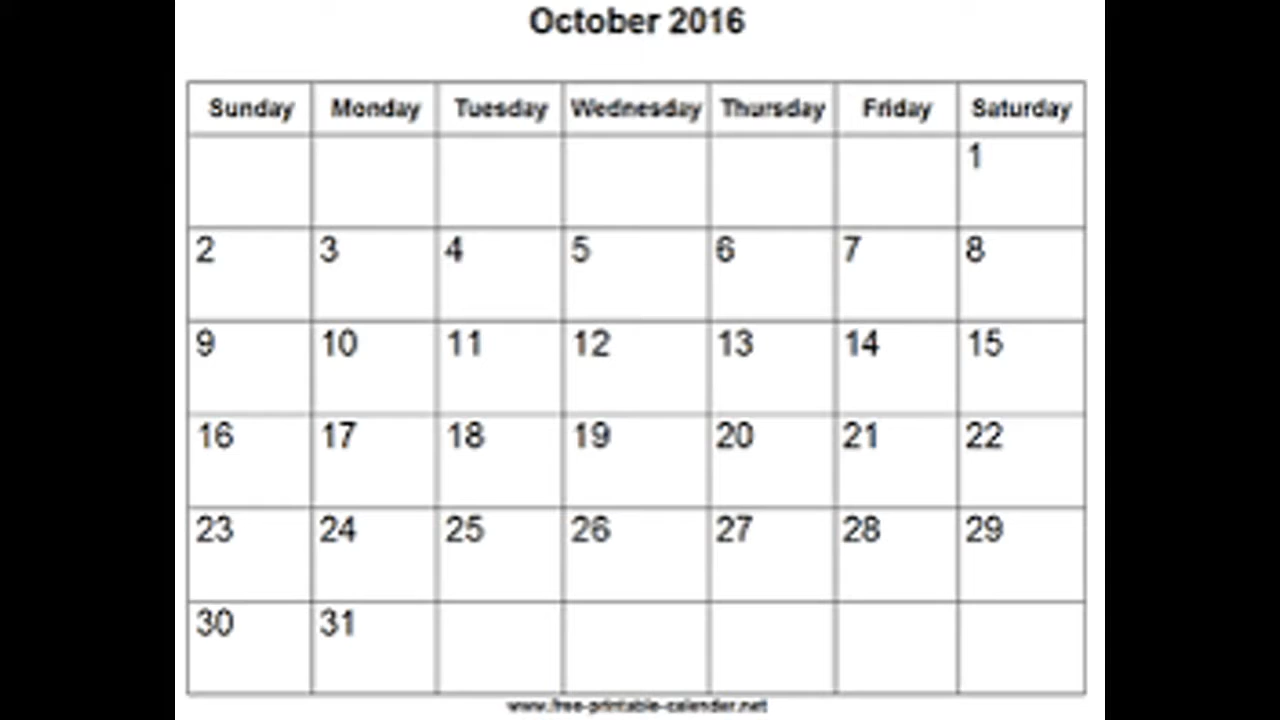 October 2016
Sunday Monday Tuesday Wednesday Thursday Friday Saturday
1
2 3 4 5 6 7 8
9 10 11 12 13 14 15
16 17 18 19 20 21 22
23 24 25 26 27 28 29
30 31
www.free-printable-calender.net